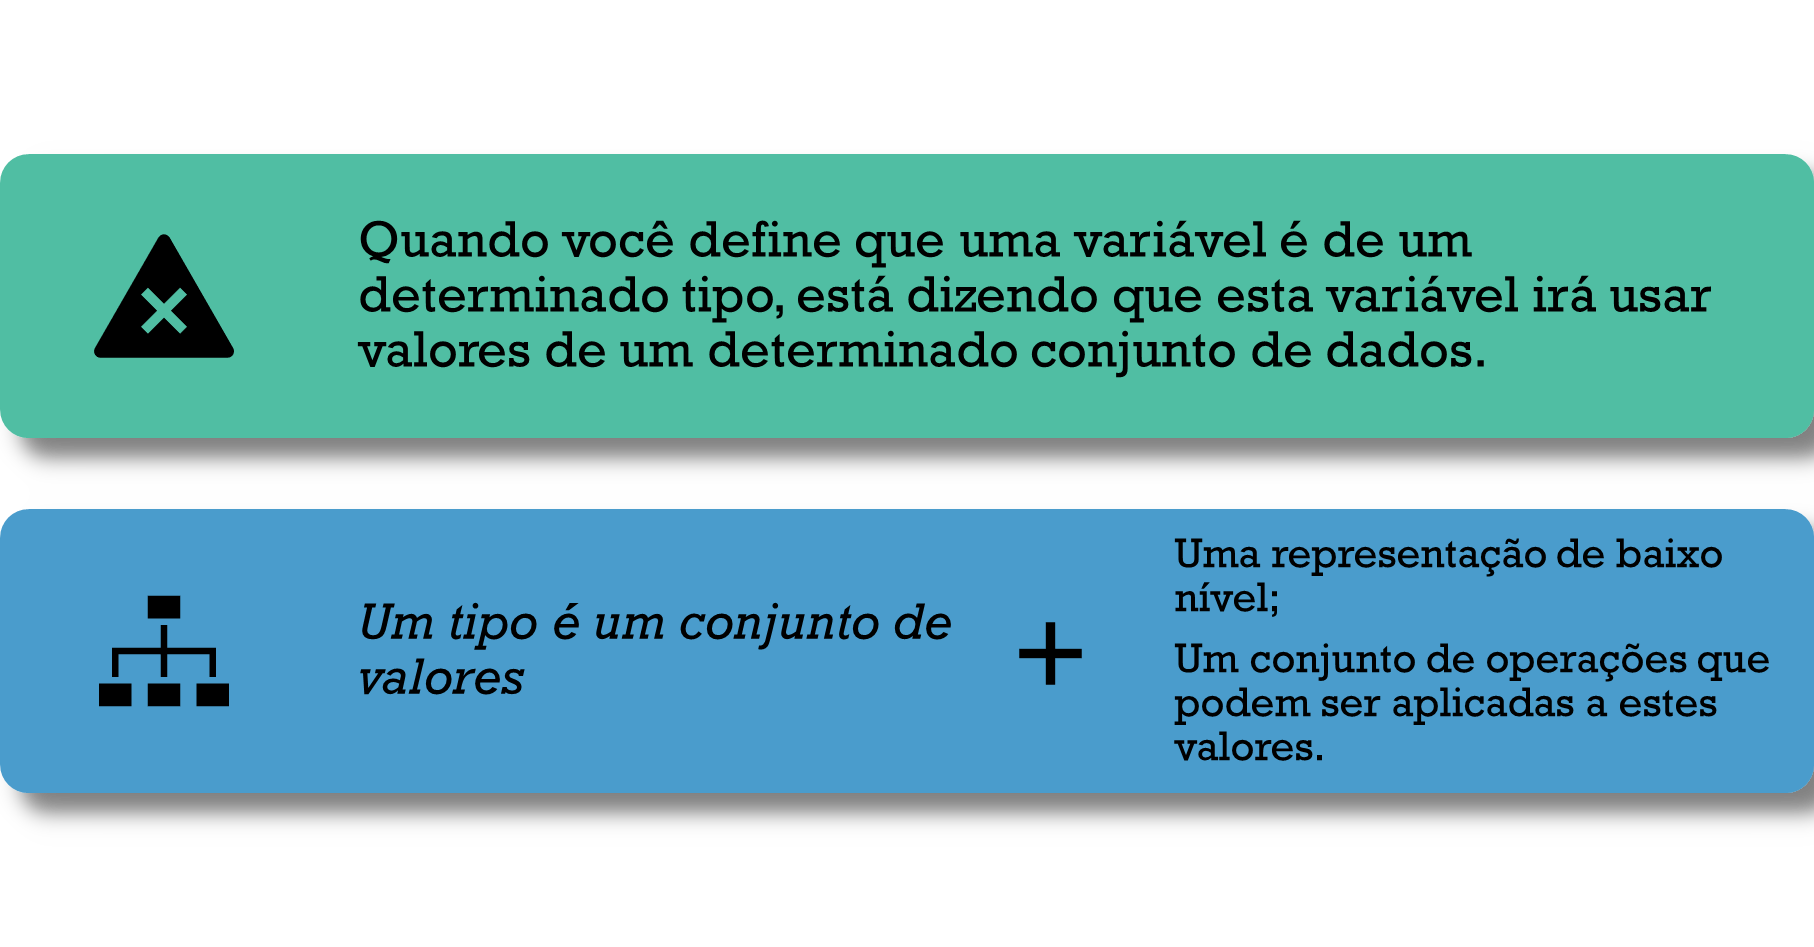 Quando você define que uma variável é de um
determinado tipo, está dizendo que esta variável irá usar
valores de um determinado conjunto de dados.
Um tipo é um conjunto de
valores
+
Uma representação de baixo
nível;
Um conjunto de operações que
podem ser aplicadas a estes
valores.